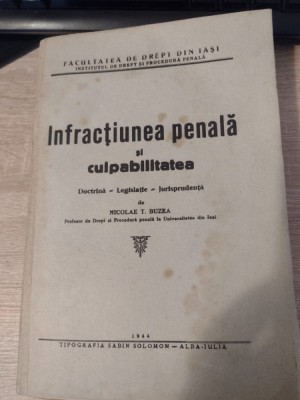 FACULTATEA DE DREPT DIN IAȘI
INSTITUTUL DE DREPT ȘI PROCEDURĂ PENALĂ
Infracțiunea penală
și
culpabilitatea
Doctrină – Legislație – Jurisprudență
de
NICOLAE T. BUZEA
Profesor de Drept și Procedură penală la Universitatea din Iași
1944
TIPOGRAFIA SABIN SOLOMON — ALBA-IULIA